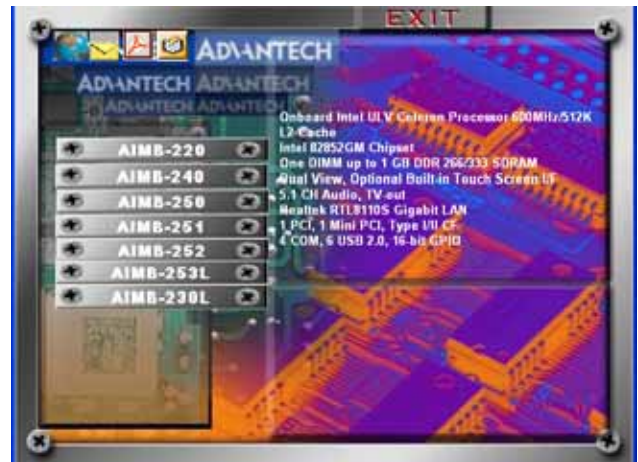 EXIT
ADVANTECH
ADVANTECH ADVANTECH
ADVANTECH ADVANTECH
AIMB-220
AIMB-240
AIMB-250
AIMB-251
AIMB-252
AIMB-253L
AIMB-230L
Onboard Intel ULV Celeron Processor 600MHz/512K
L2 Cache
Intel 82852GM Chipset
One DIMM up to 1 GB DDR 266/333 SDRAM
Dual View, Optional Built-in Touch Screen I/F
5.1 CH Audio, TV-out
Realtek RTL8110S Gigabit LAN
1 PCI, 1 Mini PCI, Type I/II CF
4 COM, 6 USB 2.0, 16-bit GPIO